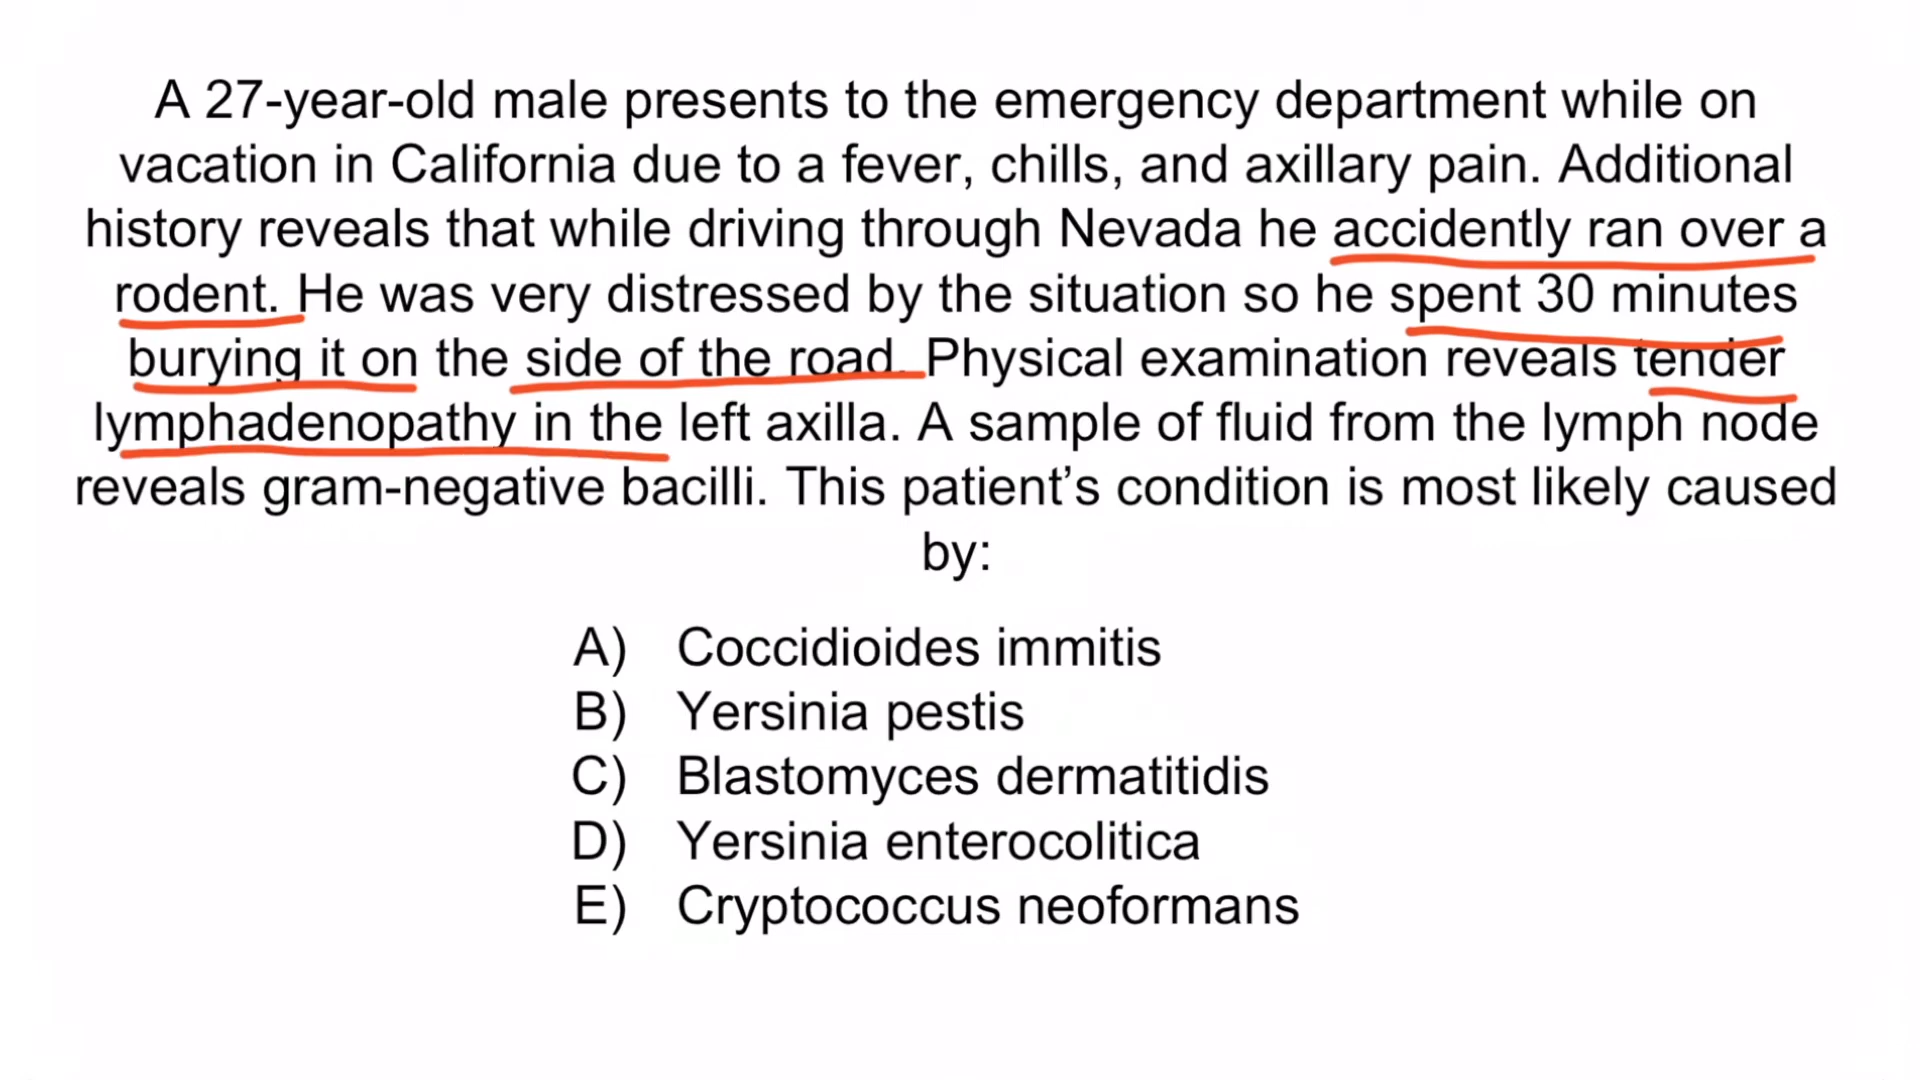 A 27-year-old male presents to the emergency department while on
vacation in California due to a fever, chills, and axillary pain. Additional
history reveals that while driving through Nevada he accidently ran over a
rodent. He was very distressed by the situation so he spent 30 minutes
burying it on the side of the road. Physical examination reveals tender
lymphadenopathy in the left axilla. A sample of fluid from the lymph node
reveals gram-negative bacilli. This patient’s condition is most likely caused
by:
A) Coccidioides immitis
B) Yersinia pestis
C) Blastomyces dermatitidis
D) Yersinia enterocolitica
E) Cryptococcus neoformans